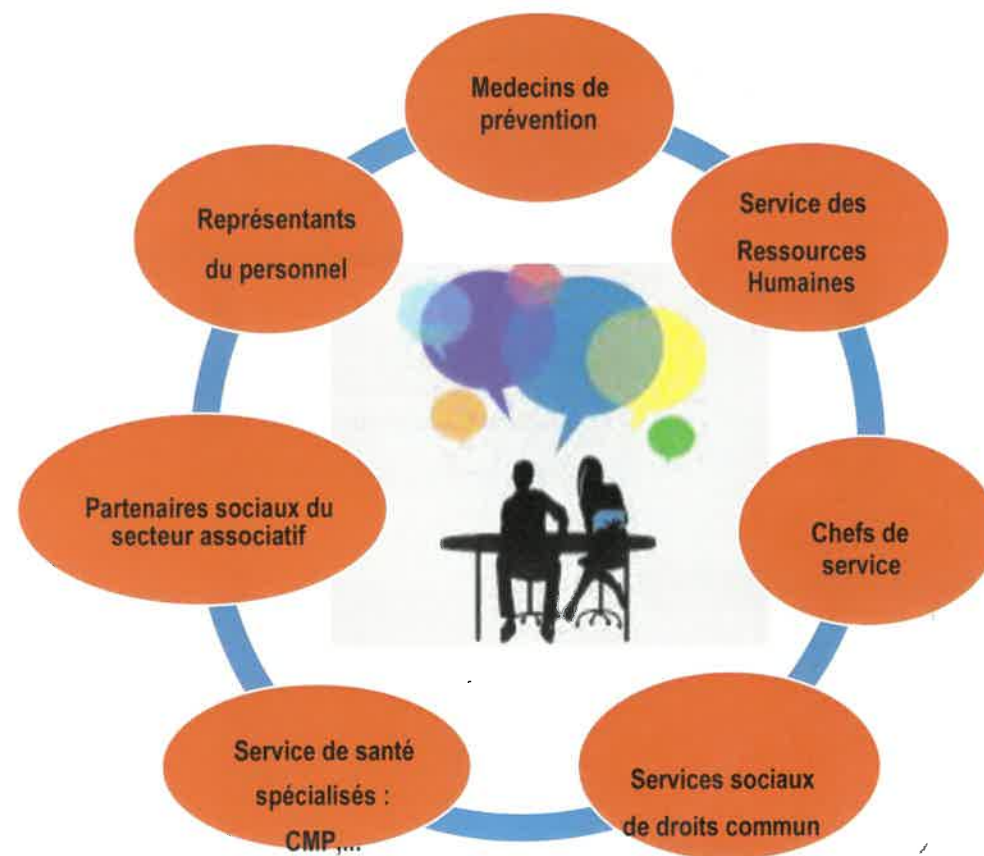 Medecins de
prévention
Service des
Ressources
Humaines
Chefs de
service
Services sociaux
de droits commun
Service de santé
spécialisés :
CMP,...
Partenaires sociaux du
secteur associatif
Représentants
du personnel